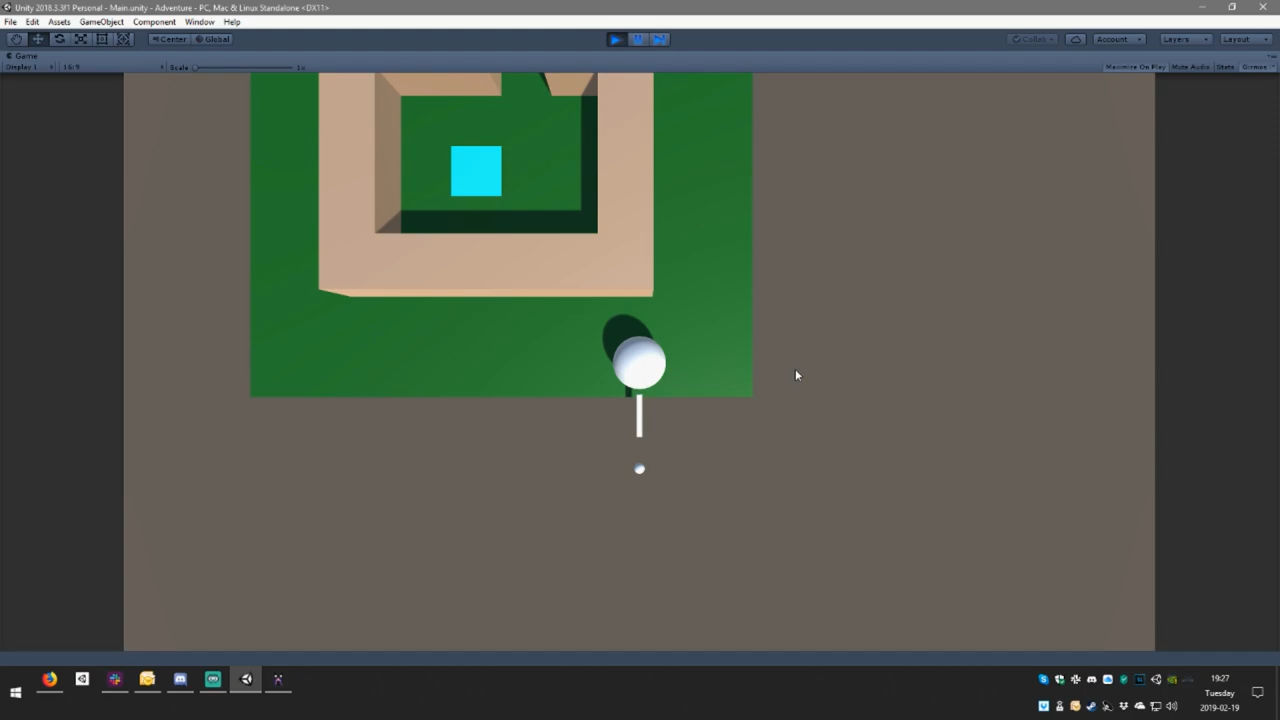 Unity 2018.3.3f1 Personal - Main.unity - Adventure - PC, Mac & Linux Standalone <DX11>
File Edit Assets GameObject Component Window Help
Center Global Collab Account Layers Layout
Game
Display 1 16:9 Scale 1x Maximize On Play Mute Audio Stats Gizmos
19:27
Tuesday
2019-02-19